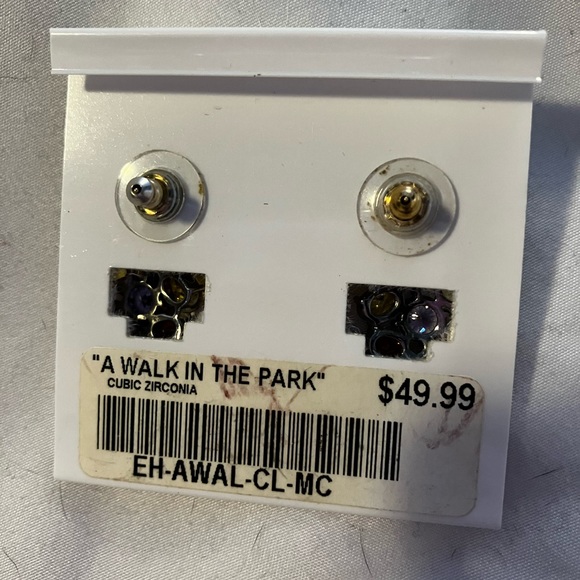 "A WALK IN THE PARK" $49.99
CUBIC ZIRCONIA
EH-AWAL-CL-MC